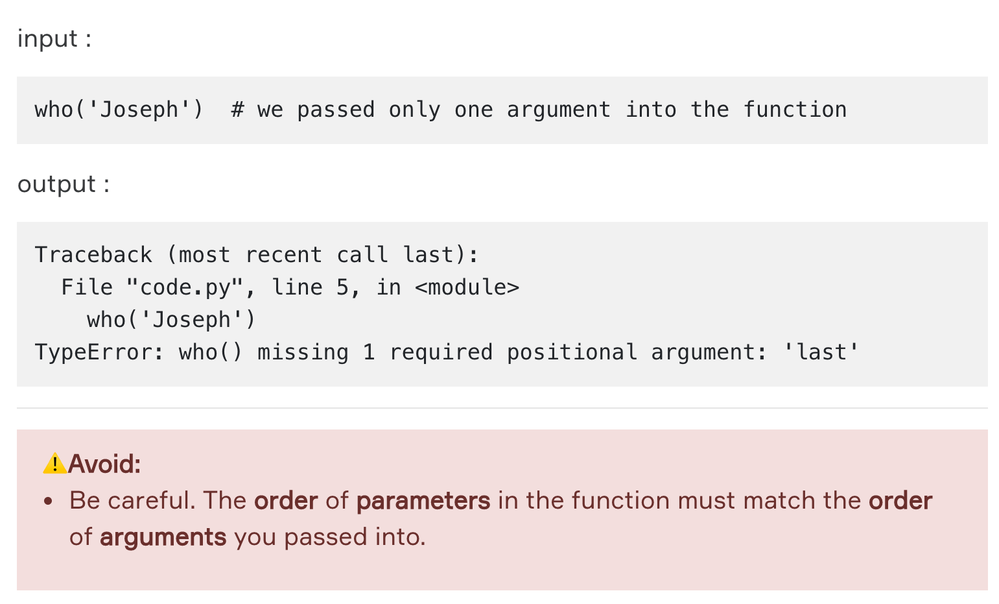 input :
who('Joseph')  # we passed only one argument into the function
output :
Traceback (most recent call last):
  File "code.py", line 5, in <module>
    who('Joseph')
TypeError: who() missing 1 required positional argument: 'last'
⚠️Avoid:
• Be careful. The order of parameters in the function must match the order
of arguments you passed into.